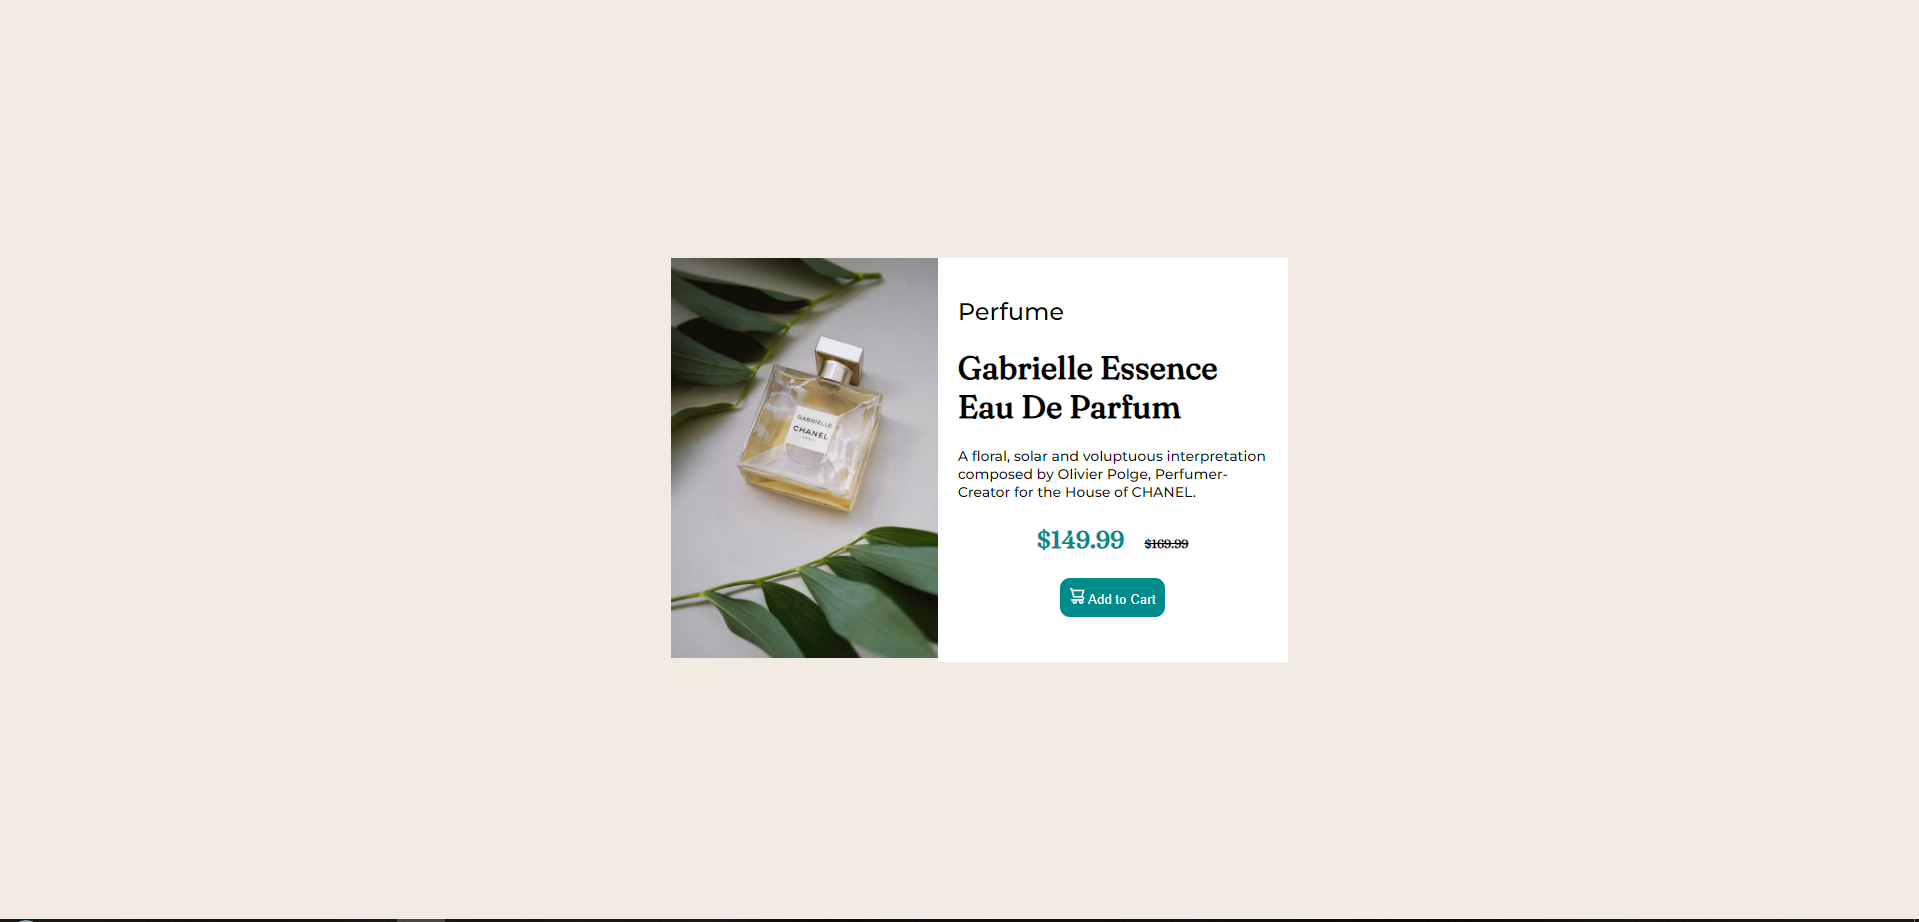 GABRIELLE
CHANEL
PARIS
Perfume
Gabrielle Essence
Eau De Parfum
A floral, solar and voluptuous interpretation
composed by Olivier Polge, Perfumer-
Creator for the House of CHANEL.
$149.99 $169.99
Add to Cart